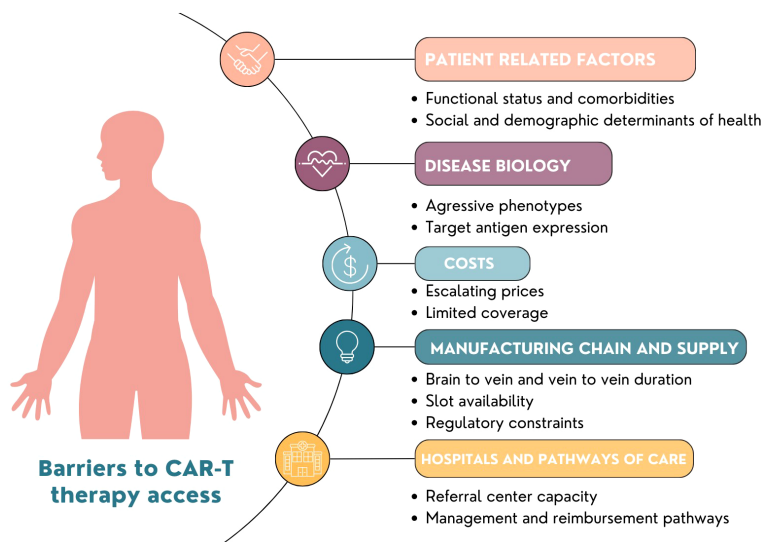 PATIENT RELATED FACTORS
• Functional status and comorbidities
• Social and demographic determinants of health
DISEASE BIOLOGY
• Agressive phenotypes
• Target antigen expression
COSTS
• Escalating prices
• Limited coverage
MANUFACTURING CHAIN AND SUPPLY
• Brain to vein and vein to vein duration
• Slot availability
• Regulatory constraints
HOSPITALS AND PATHWAYS OF CARE
• Referral center capacity
• Management and reimbursement pathways
Barriers to CAR-T
therapy access